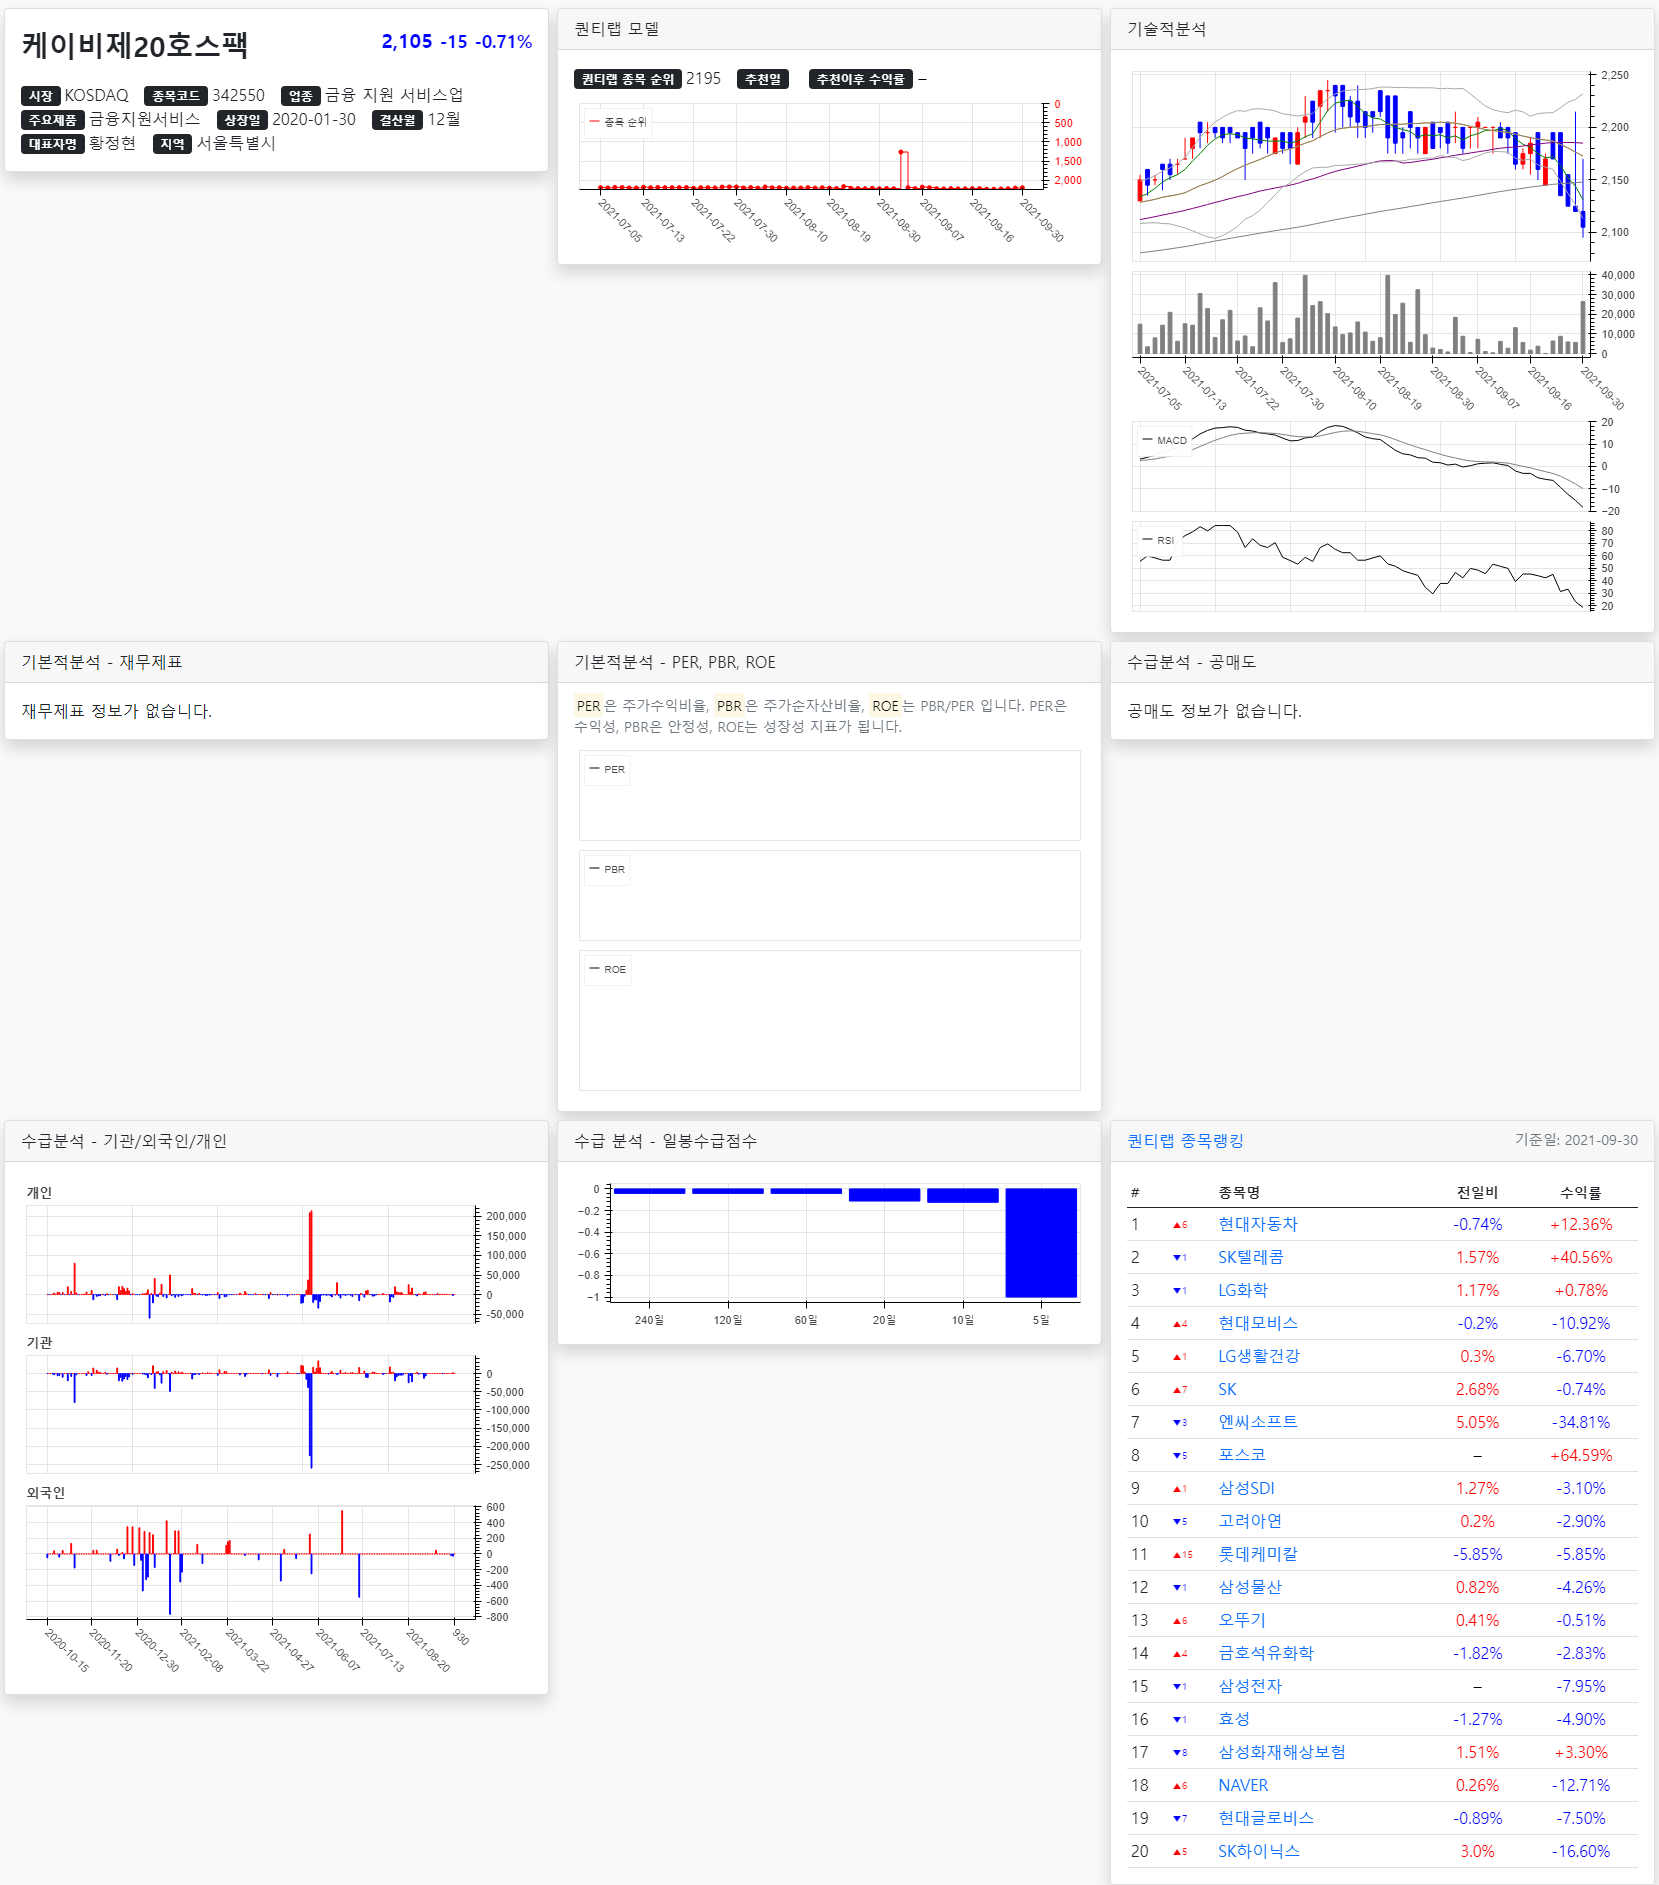 케이비제20호스팩
2,105 -15 -0.71%
시장 KOSDAQ 종목코드 342550 업종 금융 지원 서비스업
주요제품 금융지원서비스 상장일 2020-01-30 결산월 12월
대표자명 황정현 지역 서울특별시
퀀티랩 모델
퀀티랩 종목 순위 2195 추천일 추천이후 수익률 –
종목 순위
0
500
1,000
1,500
2,000
2021-07-05
2021-07-13
2021-07-22
2021-07-30
2021-08-10
2021-08-19
2021-08-30
2021-09-07
2021-09-16
2021-09-30
기술적분석
2,250
2,200
2,150
2,100
40,000
30,000
20,000
10,000
0
2021-07-05
2021-07-13
2021-07-22
2021-07-30
2021-08-10
2021-08-19
2021-08-30
2021-09-07
2021-09-16
2021-09-30
MACD
20
10
0
−10
−20
RSI
80
70
60
50
40
30
20
기본적분석 - 재무제표
재무제표 정보가 없습니다.
기본적분석 - PER, PBR, ROE
PER은 주가수익비율, PBR은 주가순자산비율, ROE는 PBR/PER 입니다. PER은
수익성, PBR은 안정성, ROE는 성장성 지표가 됩니다.
PER
PBR
ROE
수급분석 - 공매도
공매도 정보가 없습니다.
수급분석 - 기관/외국인/개인
개인
200,000
150,000
100,000
50,000
0
-50,000
기관
0
-50,000
-100,000
-150,000
-200,000
-250,000
외국인
600
400
200
0
-200
-400
-600
-800
2020-10-15
2020-11-20
2020-12-30
2021-02-08
2021-03-22
2021-04-27
2021-06-07
2021-07-13
2021-08-20
930
수급 분석 - 일봉수급점수
0
−0.2
−0.4
−0.6
−0.8
−1
240일
120일
60일
20일
10일
5일
퀀티랩 종목랭킹 기준일: 2021-09-30
# 종목명 전일비 수익률
1 ▲6 현대자동차 -0.74% +12.36%
2 ▼1 SK텔레콤 1.57% +40.56%
3 ▼1 LG화학 1.17% +0.78%
4 ▲4 현대모비스 -0.2% -10.92%
5 ▲1 LG생활건강 0.3% -6.70%
6 ▲7 SK 2.68% -0.74%
7 ▼3 엔씨소프트 5.05% -34.81%
8 ▼5 포스코 – +64.59%
9 ▲1 삼성SDI 1.27% -3.10%
10 ▼5 고려아연 0.2% -2.90%
11 ▲15 롯데케미칼 -5.85% -5.85%
12 ▼1 삼성물산 0.82% -4.26%
13 ▲6 오뚜기 0.41% -0.51%
14 ▲4 금호석유화학 -1.82% -2.83%
15 ▼1 삼성전자 – -7.95%
16 ▼1 효성 -1.27% -4.90%
17 ▼8 삼성화재해상보험 1.51% +3.30%
18 ▲6 NAVER 0.26% -12.71%
19 ▼7 현대글로비스 -0.89% -7.50%
20 ▲5 SK하이닉스 3.0% -16.60%